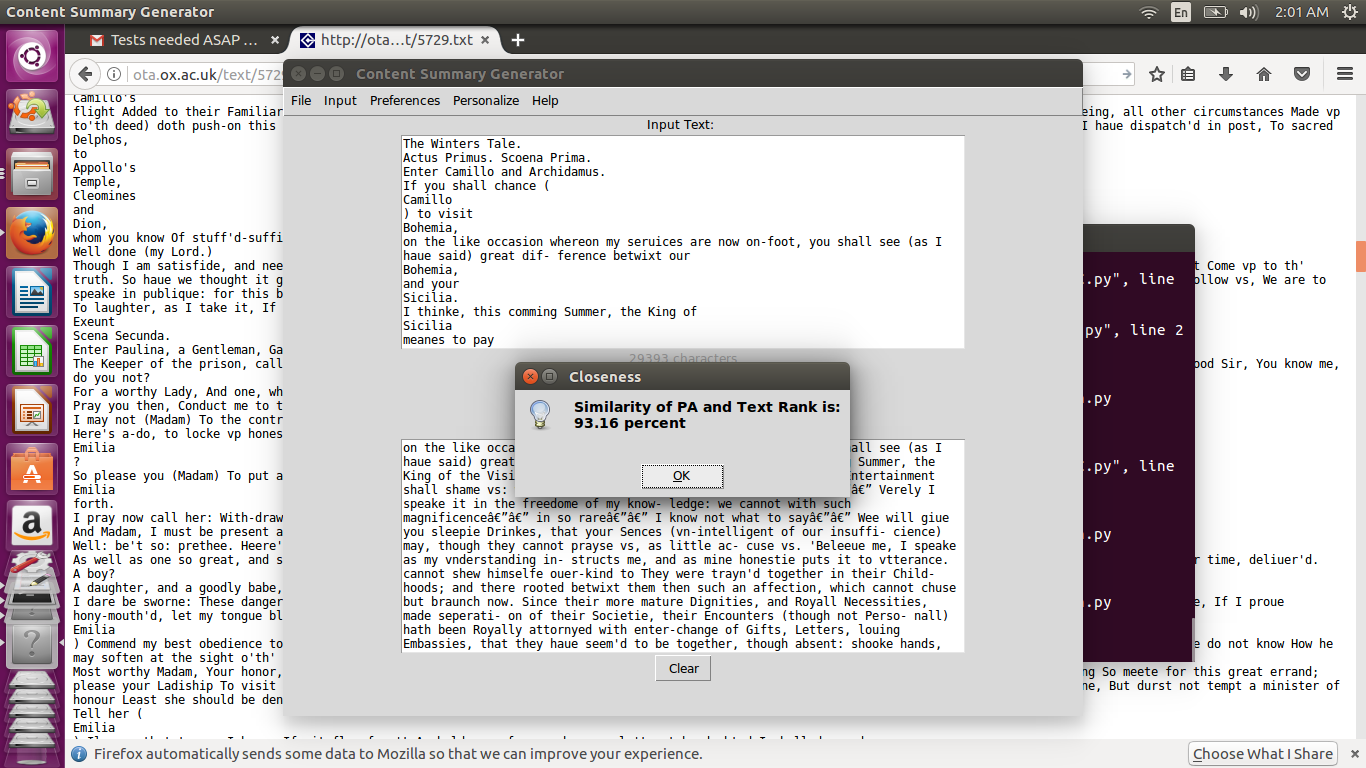 Content Summary Generator
En
2:01 AM
Tests needed ASAP ...
http://ota...t/5729.txt
ota.ox.ac.uk/text/5729
Content Summary Generator
File Input Preferences Personalize Help
Input Text:
The Winters Tale.
Actus Primus. Scoena Prima.
Enter Camillo and Archidamus.
If you shall chance (
Camillo
) to visit
Bohemia,
on the like occasion whereon my seruices are now on-foot, you shall see (as I
haue said) great dif- ference betwixt our
Bohemia,
and your
Sicilia.
I thinke, this comming Summer, the King of
Sicilia
meanes to pay
29393 characters
Closeness
Similarity of PA and Text Rank is:
93.16 percent
OK
on the like occa all see (as I
haue said) great Summer, the
King of the Visi ntertainment
shall shame vs: â€” Verely I
speake it in the freedome of my know- ledge: we cannot with such
magnificenceâ€”â€” in so rareâ€”â€” I know not what to sayâ€”â€” Wee will giue
you sleepie Drinkes, that your Sences (vn-intelligent of our insuffi- cience)
may, though they cannot prayse vs, as little ac- cuse vs. 'Beleeue me, I speake
as my vnderstanding in- structs me, and as mine honestie puts it to vtterance.
cannot shew himselfe ouer-kind to They were trayn'd together in their Child-
hoods; and there rooted betwixt them then such an affection, which cannot chuse
but braunch now. Since their more mature Dignities, and Royall Necessities,
made seperati- on of their Societie, their Encounters (though not Perso- nall)
hath been Royally attornyed with enter-change of Gifts, Letters, louing
Embassies, that they haue seem'd to be together, though absent: shooke hands,
Clear
Camillo's
flight Added to their Familiar eing, all other circumstances Made vp
to'th deed) doth push-on this I haue dispatch'd in post, To sacred
Delphos,
to
Appollo's
Temple,
Cleomines
and
Dion,
whom you know Of stuff'd-suffi
Well done (my Lord.)
Though I am satisfide, and nee t Come vp to th'
truth. So haue we thought it g ollow vs, We are to
speake in publique: for this b
To laughter, as I take it, If
Exeunt
Scena Secunda.
Enter Paulina, a Gentleman, Ga
The Keeper of the prison, call ood Sir, You know me,
do you not?
For a worthy Lady, And one, wh
Pray you then, Conduct me to t
I may not (Madam) To the contr
Here's a-do, to locke vp hones
Emilia
?
So please you (Madam) To put a
Emilia
forth.
I pray now call her: With-draw
And Madam, I must be present a
Well: be't so: prethee. Heere'
As well as one so great, and s r time, deliuer'd.
A boy?
A daughter, and a goodly babe,
I dare be sworne: These danger e, If I proue
hony-mouth'd, let my tongue bl
Emilia
) Commend my best obedience to e do not know How he
may soften at the sight o'th'
Most worthy Madam, Your honor, ng So meete for this great errand;
please your Ladiship To visit ne, But durst not tempt a minister of
honour Least she should be den
Tell her (
Emilia
.py", line
py", line 2
.py
.py", line
.py
.py
Firefox automatically sends some data to Mozilla so that we can improve your experience.
Choose What I Share